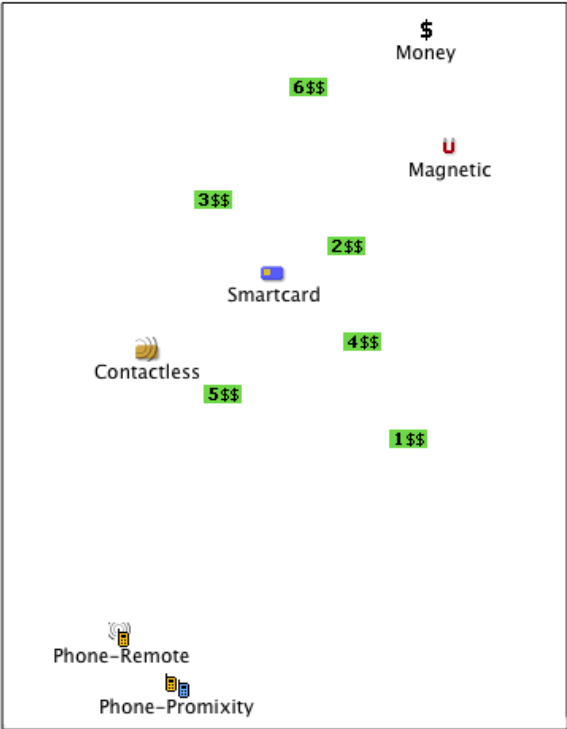 $
Money
6$$
Magnetic
3$$
2$$
Smartcard
4$$
Contactless
5$$
1$$
Phone-Remote
Phone-Promixity